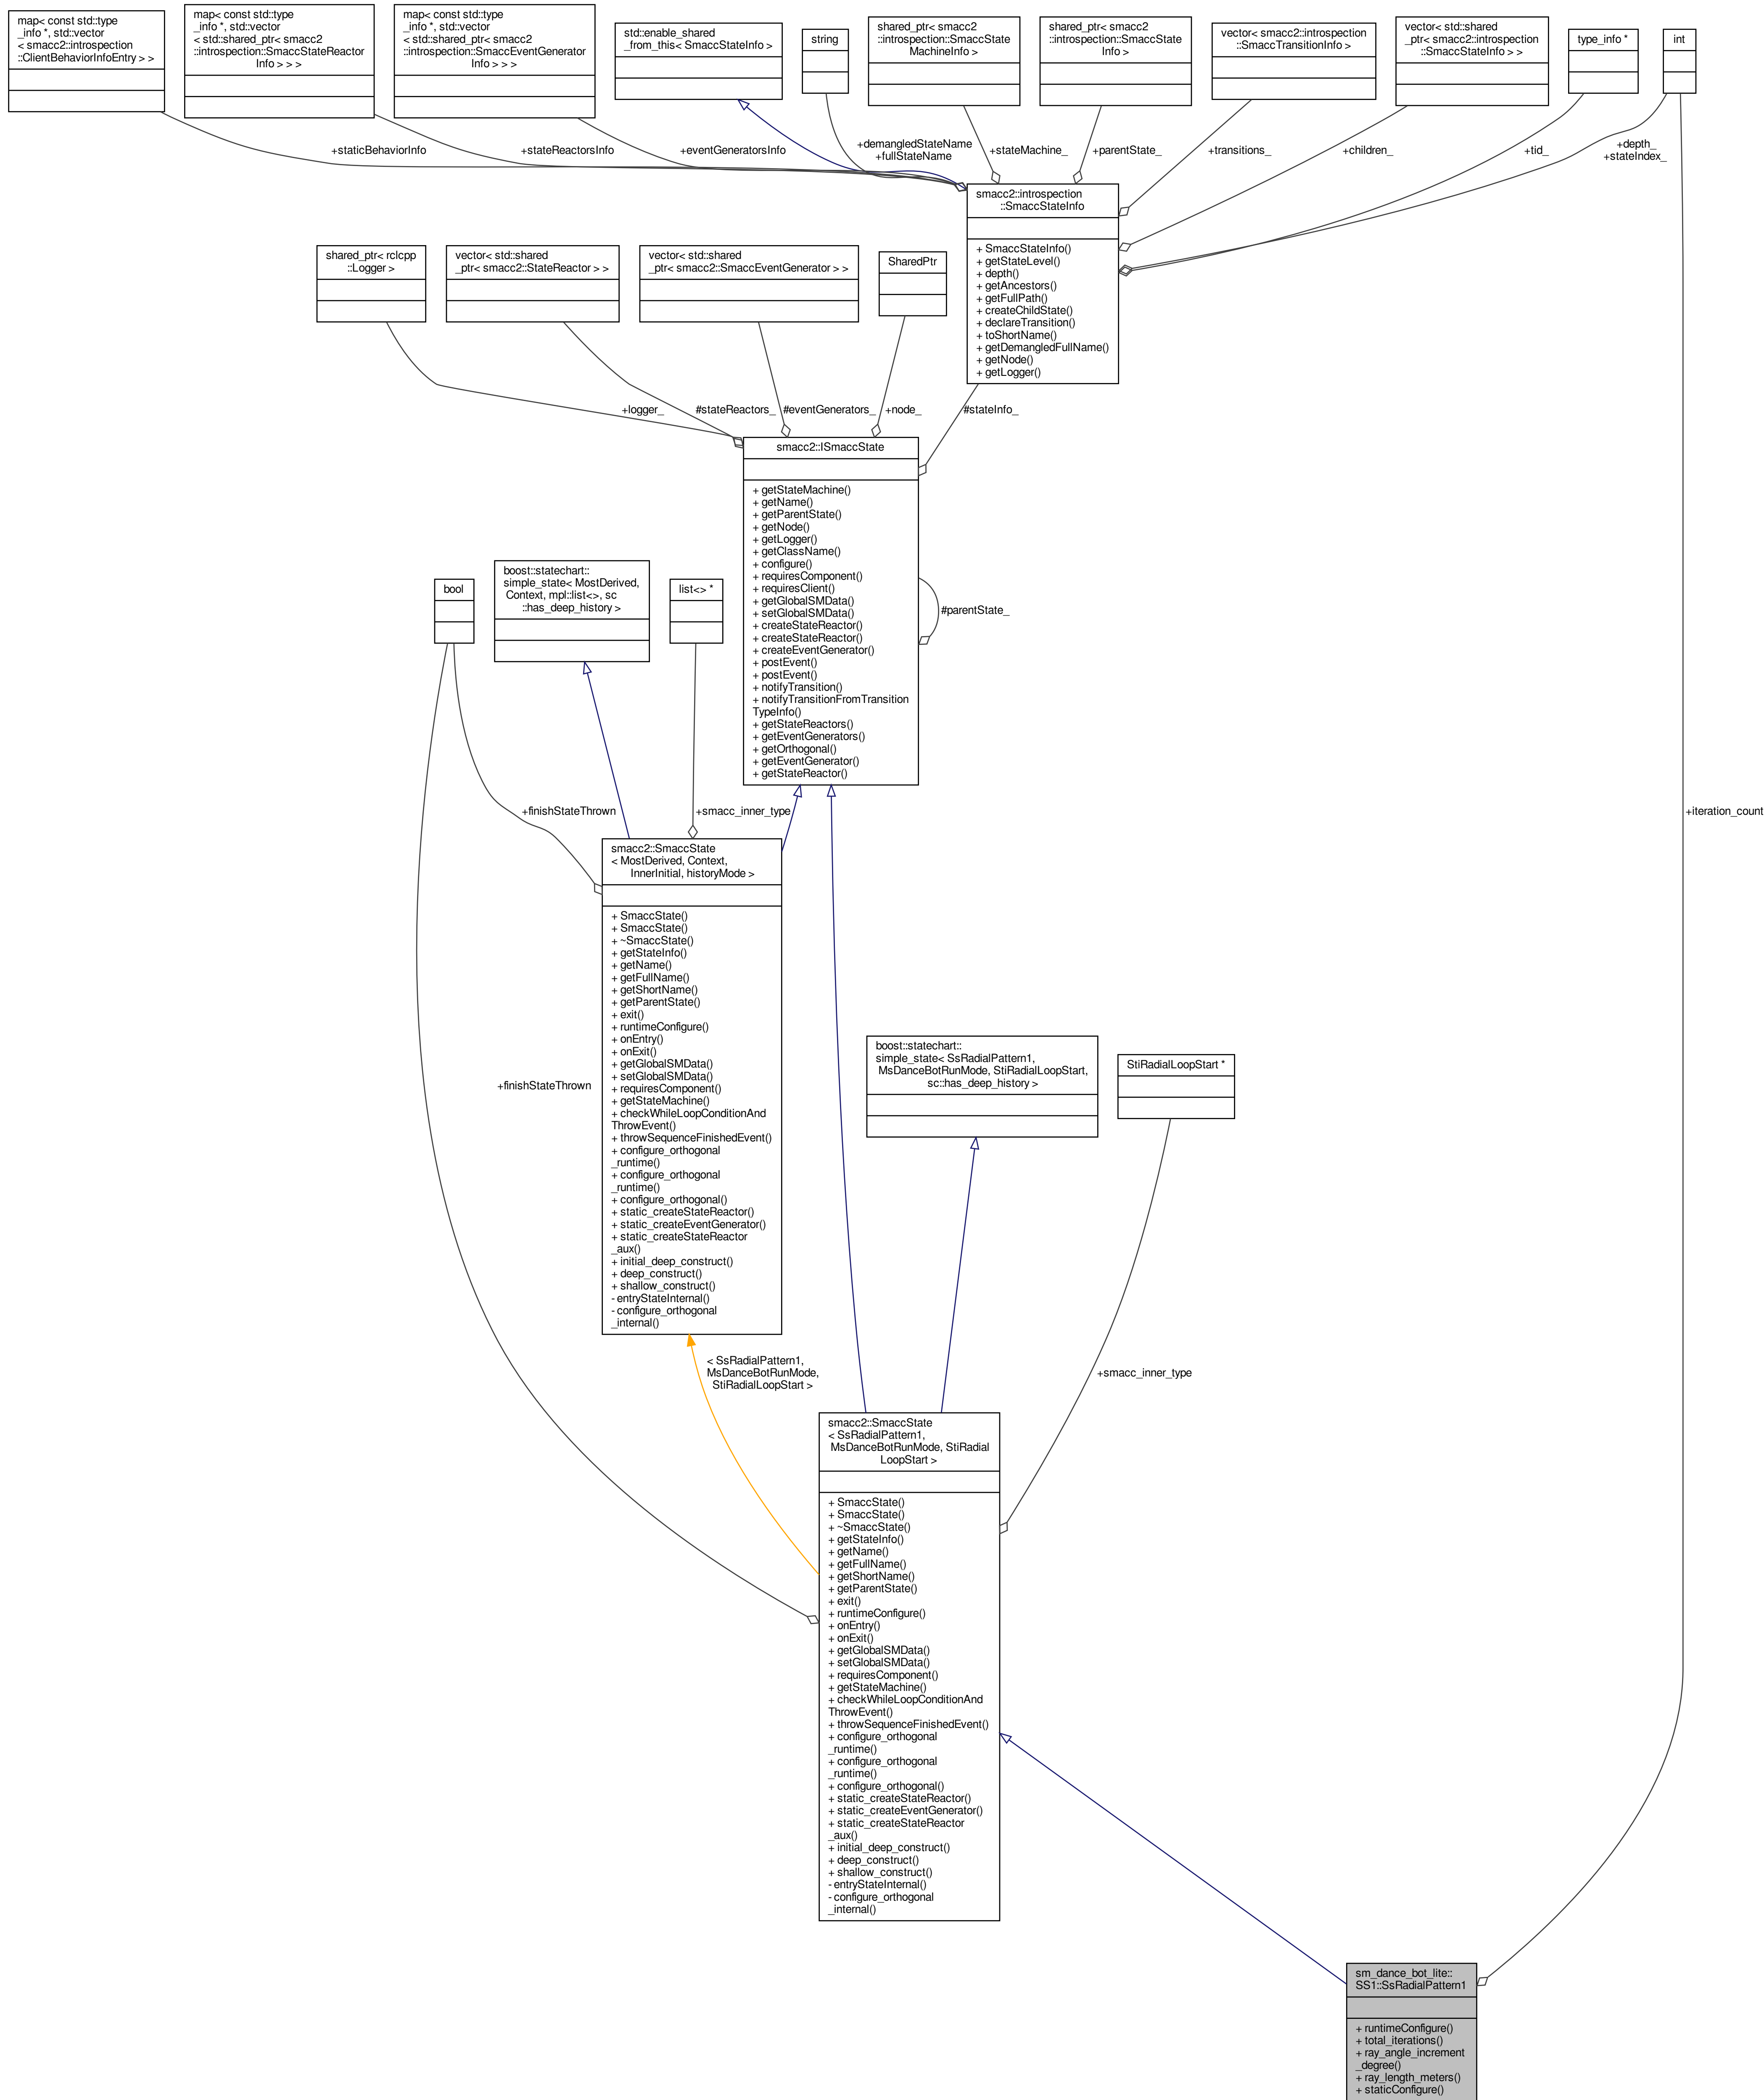 map< const std::type
_info *, std::vector
< smacc2::introspection
::ClientBehaviorInfoEntry > >
map< const std::type
_info *, std::vector
< std::shared_ptr< smacc2
::introspection::SmaccStateReactor
Info > > >
map< const std::type
_info *, std::vector
< std::shared_ptr< smacc2
::introspection::SmaccEventGenerator
Info > > >
std::enable_shared
_from_this< SmaccStateInfo >
string
shared_ptr< smacc2
::introspection::SmaccState
MachineInfo >
shared_ptr< smacc2
::introspection::SmaccState
Info >
vector< smacc2::introspection
::SmaccTransitionInfo >
vector< std::shared
_ptr< smacc2::introspection
::SmaccStateInfo > >
type_info *
int
+staticBehaviorInfo
+stateReactorsInfo
+eventGeneratorsInfo
+demangledStateName
+fullStateName
+stateMachine_
+parentState_
+transitions_
+children_
+tid_
+depth_
+stateIndex_
smacc2::introspection
::SmaccStateInfo
+ SmaccStateInfo()
+ getStateLevel()
+ depth()
+ getAncestors()
+ getFullPath()
+ createChildState()
+ declareTransition()
+ toShortName()
+ getDemangledFullName()
+ getNode()
+ getLogger()
shared_ptr< rclcpp
::Logger >
vector< std::shared
_ptr< smacc2::StateReactor > >
vector< std::shared
_ptr< smacc2::SmaccEventGenerator > >
SharedPtr
+logger_
#stateReactors_
#eventGenerators_
+node_
#stateInfo_
smacc2::ISmaccState
+ getStateMachine()
+ getName()
+ getParentState()
+ getNode()
+ getLogger()
+ getClassName()
+ configure()
+ requiresComponent()
+ requiresClient()
+ getGlobalSMData()
+ setGlobalSMData()
+ createStateReactor()
+ createStateReactor()
+ createEventGenerator()
+ postEvent()
+ postEvent()
+ notifyTransition()
+ notifyTransitionFromTransition
TypeInfo()
+ getStateReactors()
+ getEventGenerators()
+ getOrthogonal()
+ getEventGenerator()
+ getStateReactor()
#parentState_
bool
boost::statechart::
simple_state< MostDerived,
Context, mpl::list<>, sc
::has_deep_history >
list<> *
+finishStateThrown
+smacc_inner_type
+iteration_count
smacc2::SmaccState
< MostDerived, Context,
InnerInitial, historyMode >
+ SmaccState()
+ SmaccState()
+ ~SmaccState()
+ getStateInfo()
+ getName()
+ getFullName()
+ getShortName()
+ getParentState()
+ exit()
+ runtimeConfigure()
+ onEntry()
+ onExit()
+ getGlobalSMData()
+ setGlobalSMData()
+ requiresComponent()
+ getStateMachine()
+ checkWhileLoopConditionAnd
ThrowEvent()
+ throwSequenceFinishedEvent()
+ configure_orthogonal
_runtime()
+ configure_orthogonal
_runtime()
+ configure_orthogonal()
+ static_createStateReactor()
+ static_createEventGenerator()
+ static_createStateReactor
_aux()
+ initial_deep_construct()
+ deep_construct()
+ shallow_construct()
- entryStateInternal()
- configure_orthogonal
_internal()
+finishStateThrown
boost::statechart::
simple_state< SsRadialPattern1,
MsDanceBotRunMode, StiRadialLoopStart,
sc::has_deep_history >
StiRadialLoopStart *
< SsRadialPattern1,
MsDanceBotRunMode,
StiRadialLoopStart >
+smacc_inner_type
smacc2::SmaccState
< SsRadialPattern1,
MsDanceBotRunMode, StiRadial
LoopStart >
+ SmaccState()
+ SmaccState()
+ ~SmaccState()
+ getStateInfo()
+ getName()
+ getFullName()
+ getShortName()
+ getParentState()
+ exit()
+ runtimeConfigure()
+ onEntry()
+ onExit()
+ getGlobalSMData()
+ setGlobalSMData()
+ requiresComponent()
+ getStateMachine()
+ checkWhileLoopConditionAnd
ThrowEvent()
+ throwSequenceFinishedEvent()
+ configure_orthogonal
_runtime()
+ configure_orthogonal
_runtime()
+ configure_orthogonal()
+ static_createStateReactor()
+ static_createEventGenerator()
+ static_createStateReactor
_aux()
+ initial_deep_construct()
+ deep_construct()
+ shallow_construct()
- entryStateInternal()
- configure_orthogonal
_internal()
sm_dance_bot_lite::
SS1::SsRadialPattern1
+ runtimeConfigure()
+ total_iterations()
+ ray_angle_increment
_degree()
+ ray_length_meters()
+ staticConfigure()